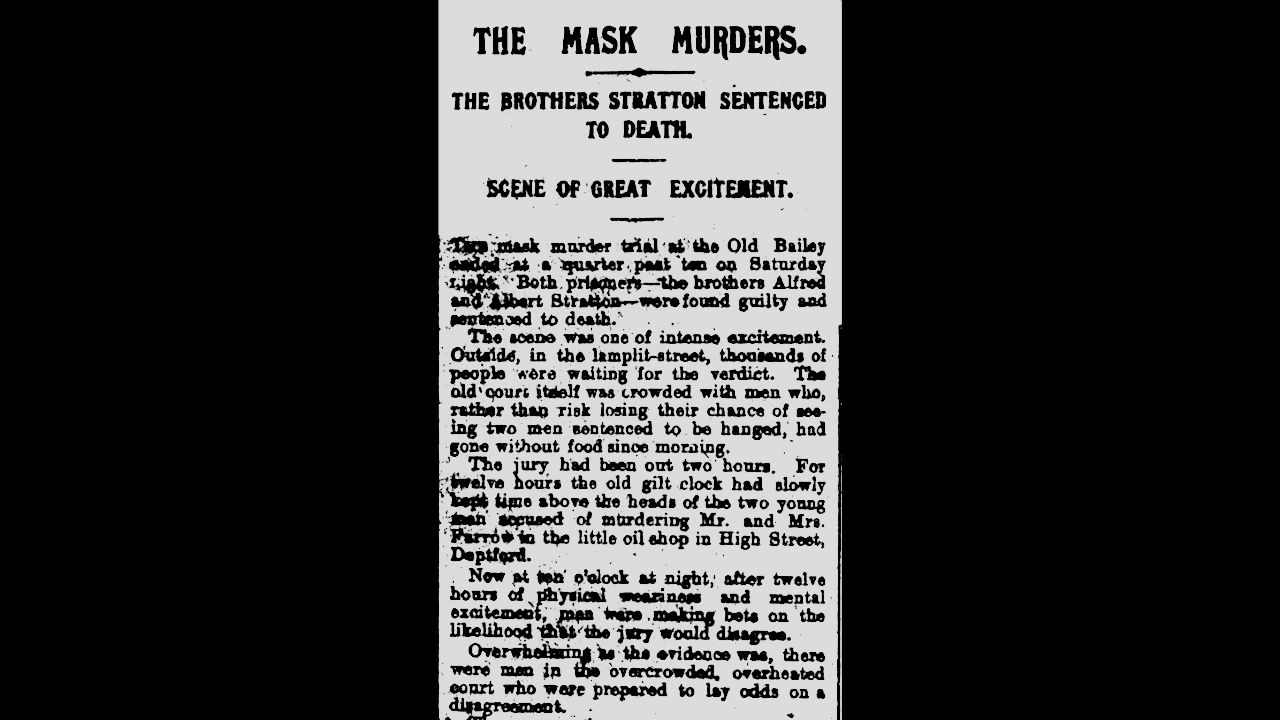 THE MASK MURDERS.
THE BROTHERS STRATTON SENTENCED
TO DEATH.
SCENE OF GREAT EXCITEMENT.
The mask murder trial at the Old Bailey
ended at a quarter past ten on Saturday
night. Both prisoners—the brothers Alfred
and Albert Stratton—were found guilty and
sentenced to death.
The scene was one of intense excitement.
Outside, in the lamplit-street, thousands of
people were waiting for the verdict. The
old court itself was crowded with men who,
rather than risk losing their chance of see-
ing two men sentenced to be hanged, had
gone without food since morning.
The jury had been out two hours. For
twelve hours the old gilt clock had slowly
kept time above the heads of the two young
men accused of murdering Mr. and Mrs.
Farrow in the little oil shop in High Street,
Deptford.
Now at ten o'clock at night, after twelve
hours of physical weariness and mental
excitement, men were making bets on the
likelihood that the jury would disagree.
Overwhelming as the evidence was, there
were men in the overcrowded, overheated
court who were prepared to lay odds on a
disagreement.